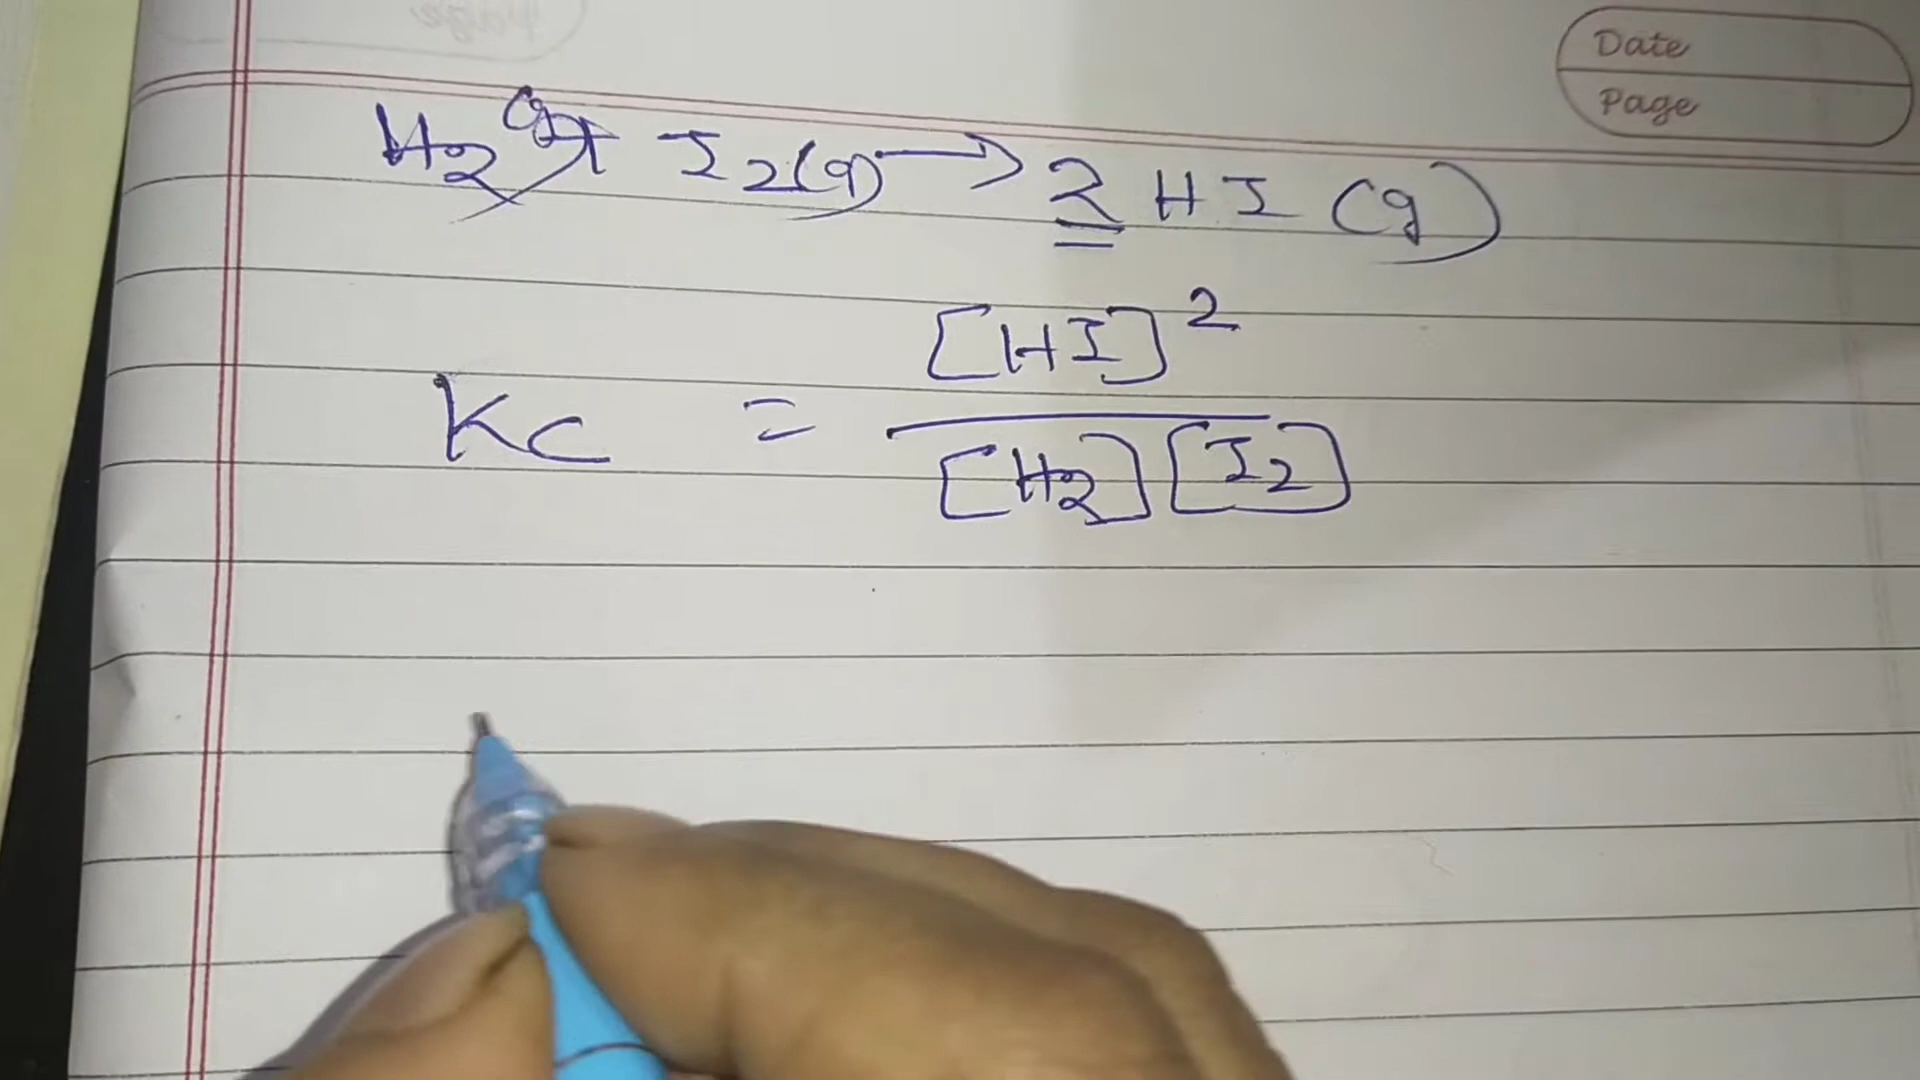 Date
Page
H2(g) + I2(g) → 2HI(g)
[HI]²
Kc = ―
[H2][I2]